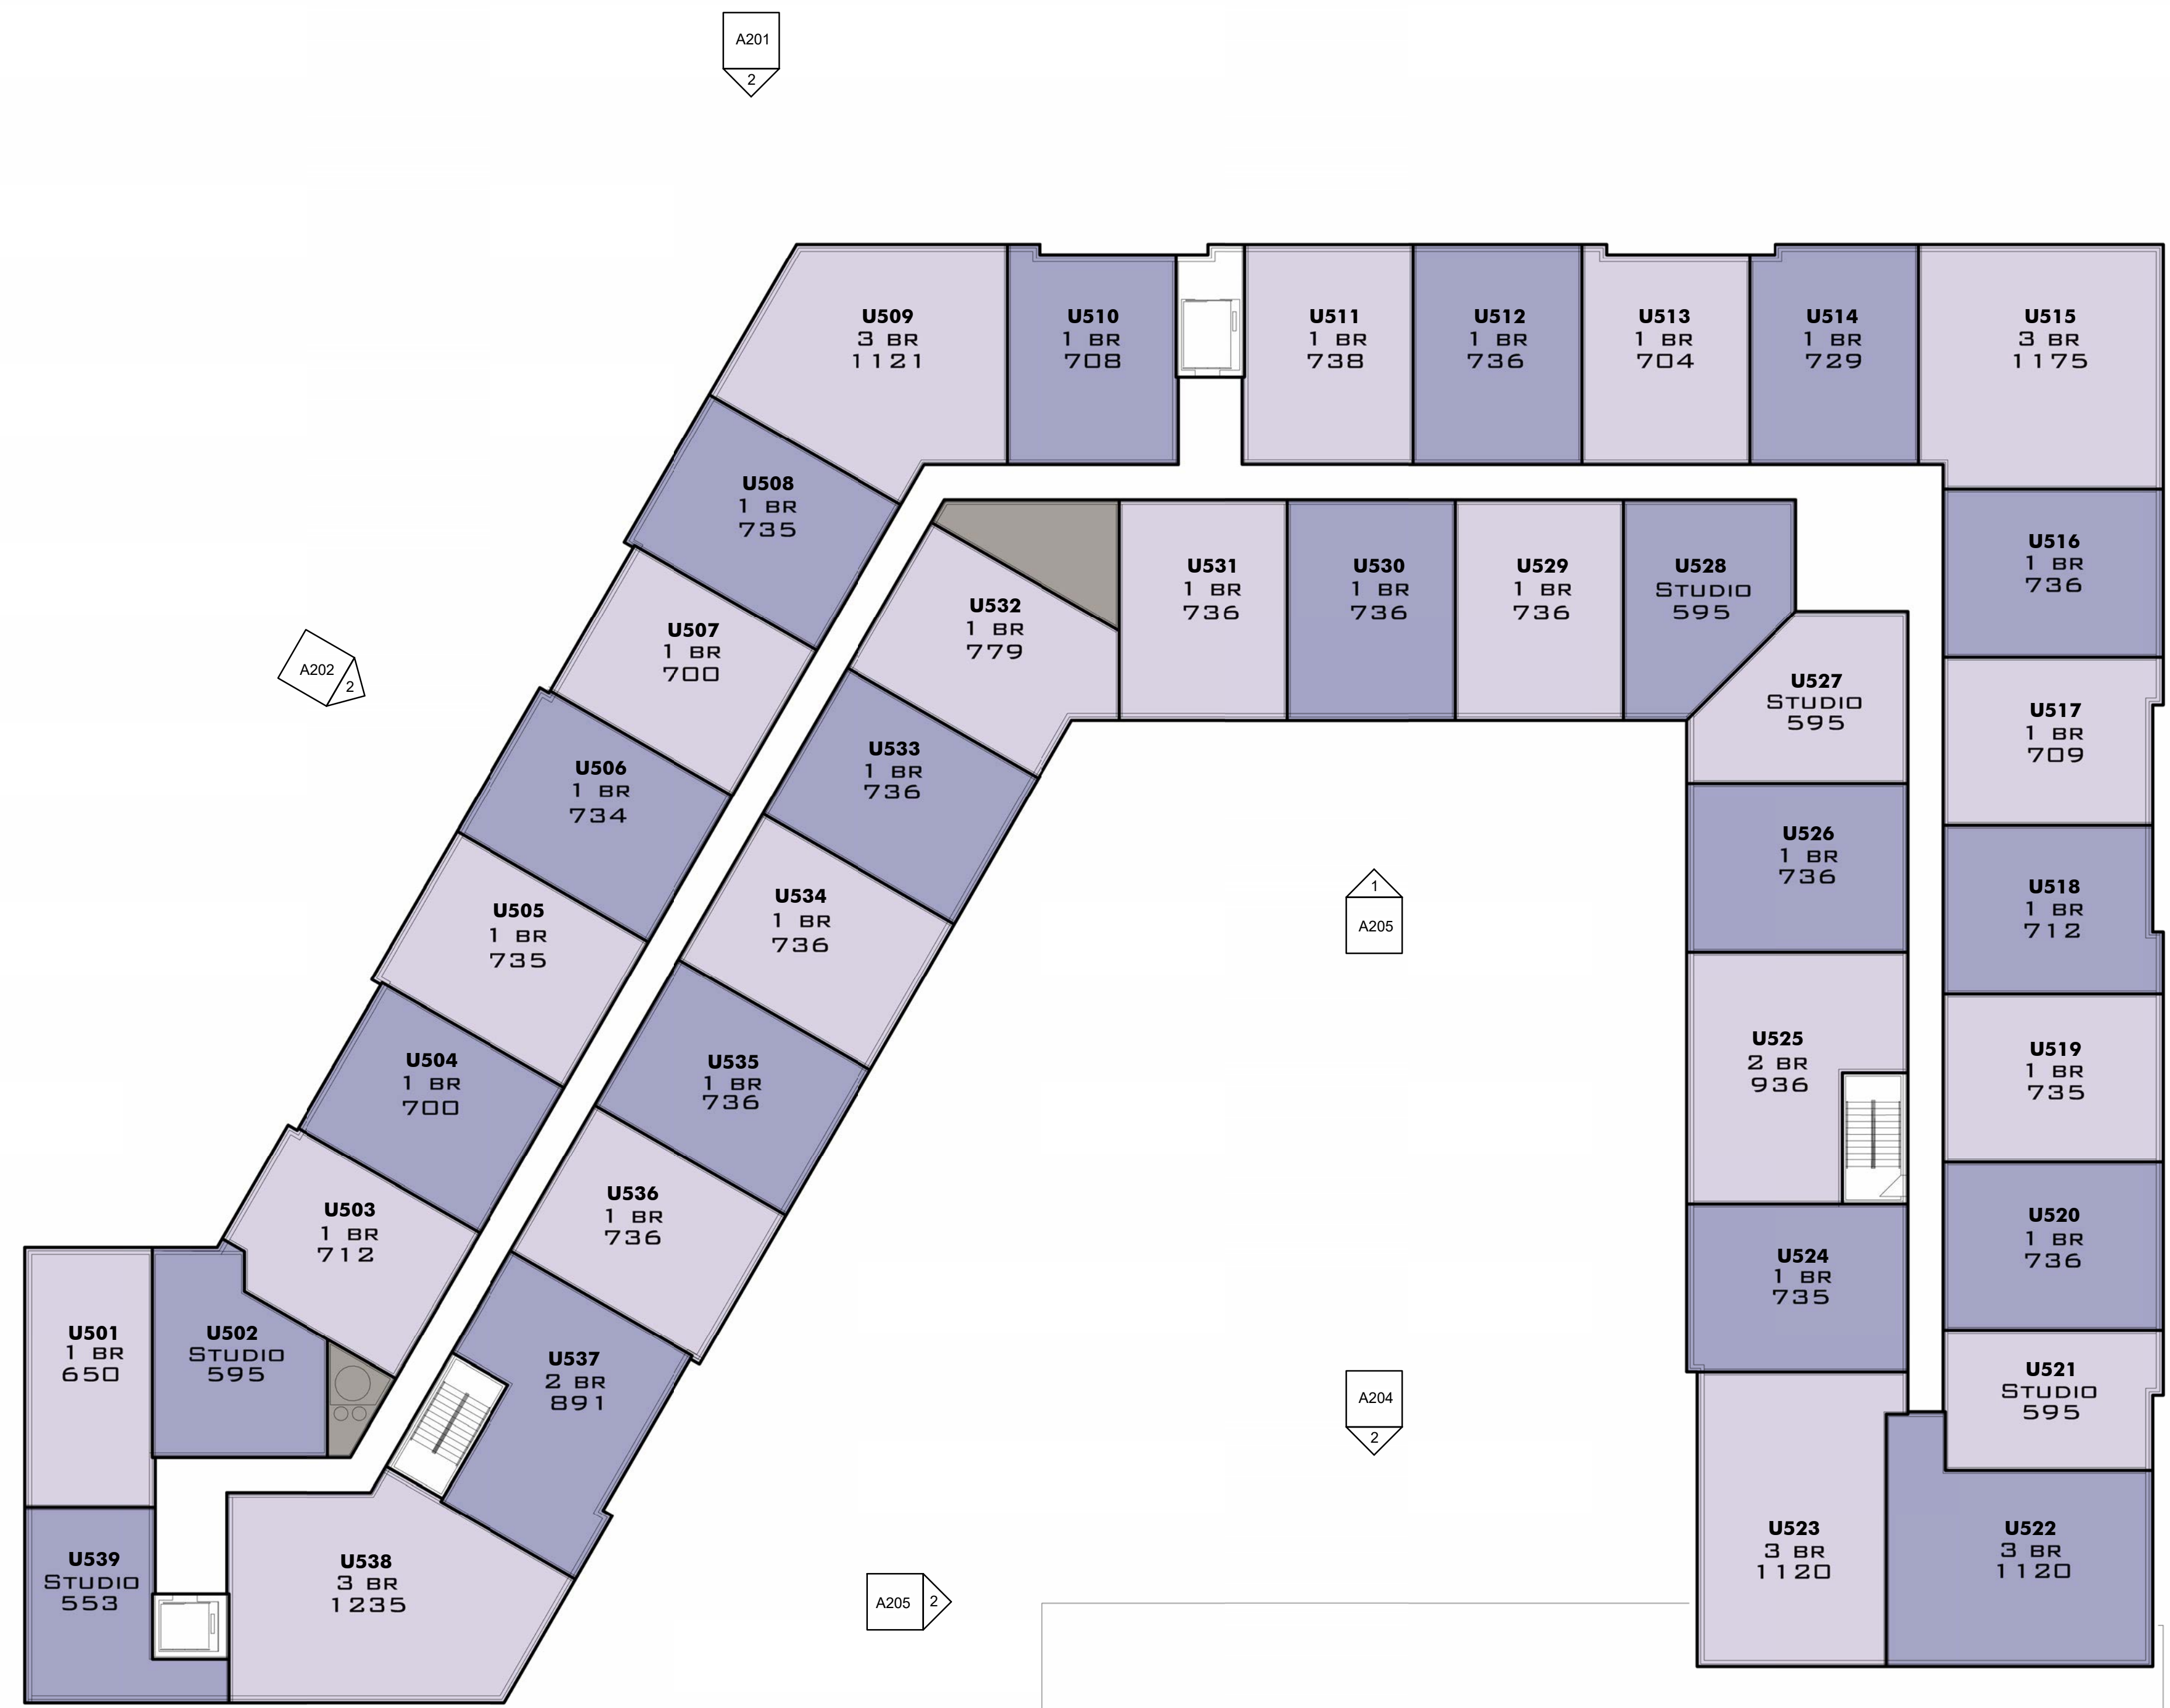 A201
2
U509
3 BR
1121
U510
1 BR
708
U511
1 BR
738
U512
1 BR
736
U513
1 BR
704
U514
1 BR
729
U515
3 BR
1175
U508
1 BR
735
U516
1 BR
736
U531
1 BR
736
U530
1 BR
736
U529
1 BR
736
U528
STUDIO
595
U532
1 BR
779
U507
1 BR
700
A202
2
U527
STUDIO
595
U517
1 BR
709
U533
1 BR
736
U506
1 BR
734
U526
1 BR
736
U518
1 BR
712
U534
1 BR
736
1
A205
U505
1 BR
735
U525
2 BR
936
U519
1 BR
735
U504
1 BR
700
U535
1 BR
736
U536
1 BR
736
U503
1 BR
712
U520
1 BR
736
U524
1 BR
735
U501
1 BR
650
U502
STUDIO
595
U537
2 BR
891
A204
2
U521
STUDIO
595
U523
3 BR
1120
U522
3 BR
1120
U539
STUDIO
553
U538
3 BR
1235
A205
2